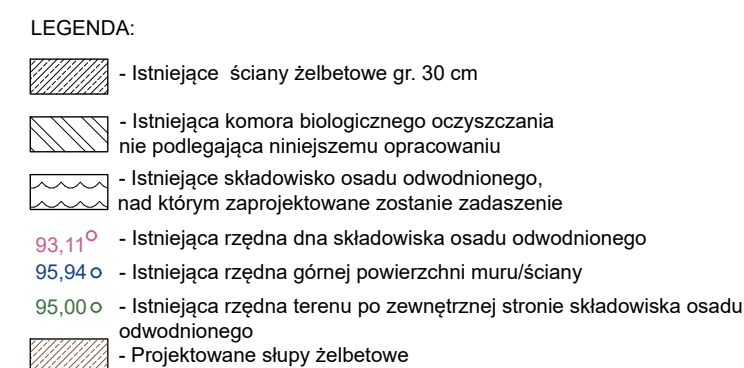 LEGENDA:
- Istniejące ściany żelbetowe gr. 30 cm
- Istniejąca komora biologicznego oczyszczania
nie podlegająca niniejszemu opracowaniu
- Istniejące składowisko osadu odwodnionego,
nad którym zaprojektowane zostanie zadaszenie
93,11 - Istniejąca rzędna dna składowiska osadu odwodnionego
95,94 - Istniejąca rzędna górnej powierzchni muru/ściany
95,00 - Istniejąca rzędna terenu po zewnętrznej stronie składowiska osadu
odwodnionego
- Projektowane słupy żelbetowe